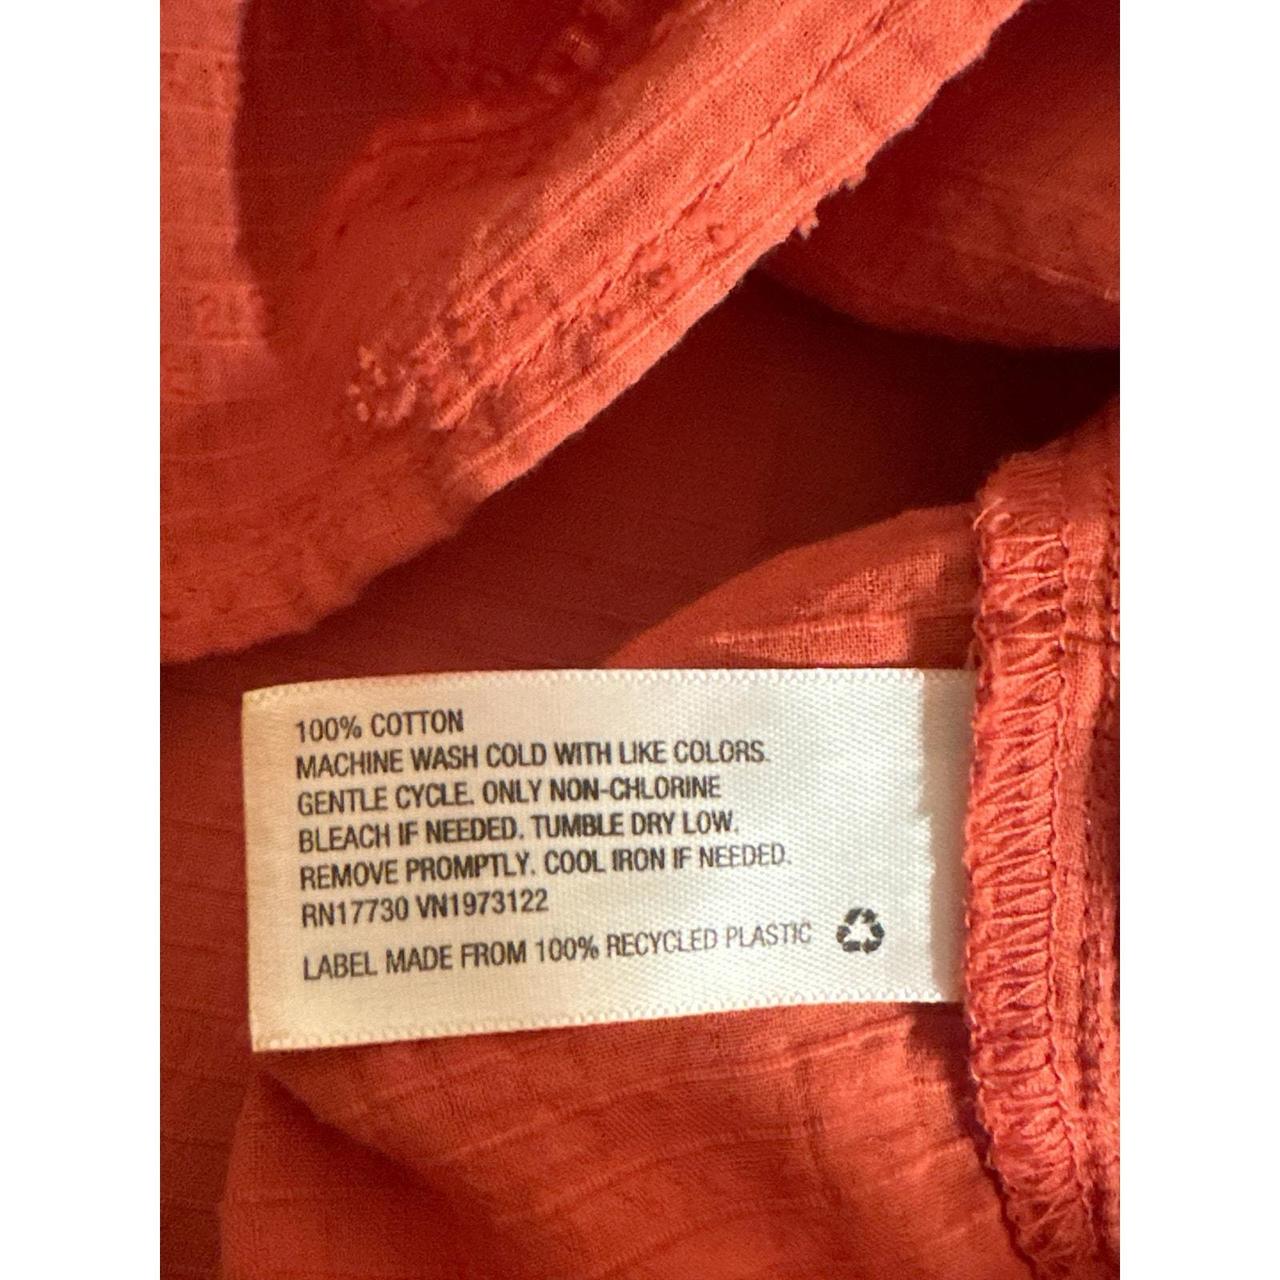 100% COTTON
MACHINE WASH COLD WITH LIKE COLORS.
GENTLE CYCLE. ONLY NON-CHLORINE
BLEACH IF NEEDED. TUMBLE DRY LOW.
REMOVE PROMPTLY. COOL IRON IF NEEDED.
RN17730 VN1973122
LABEL MADE FROM 100% RECYCLED PLASTIC